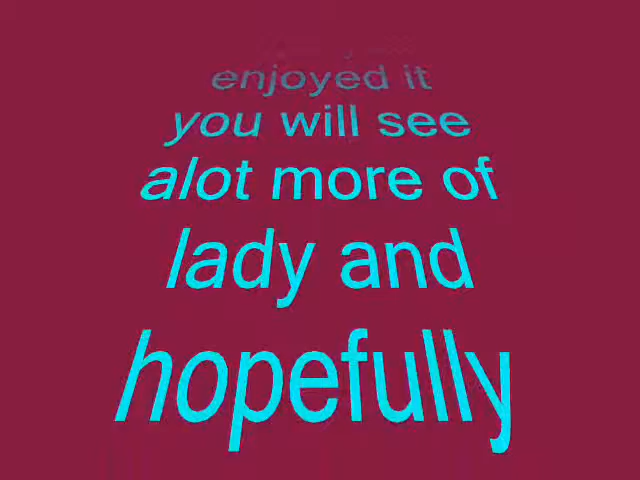 enjoyed it
you will see
alot more of
lady and
hopefully